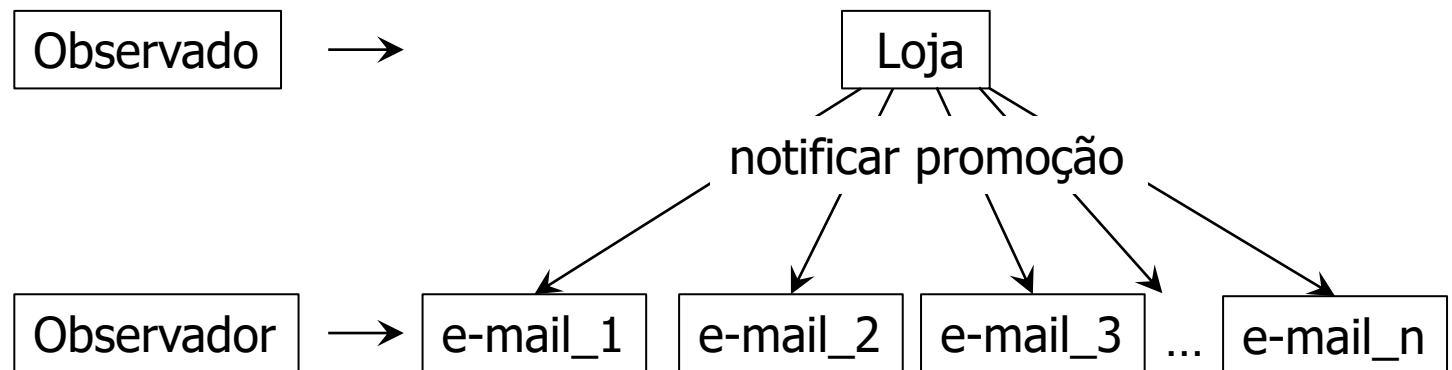 Observado
Loja
notificar promoção
Observador
e-mail_1
e-mail_2
e-mail_3
...
e-mail_n